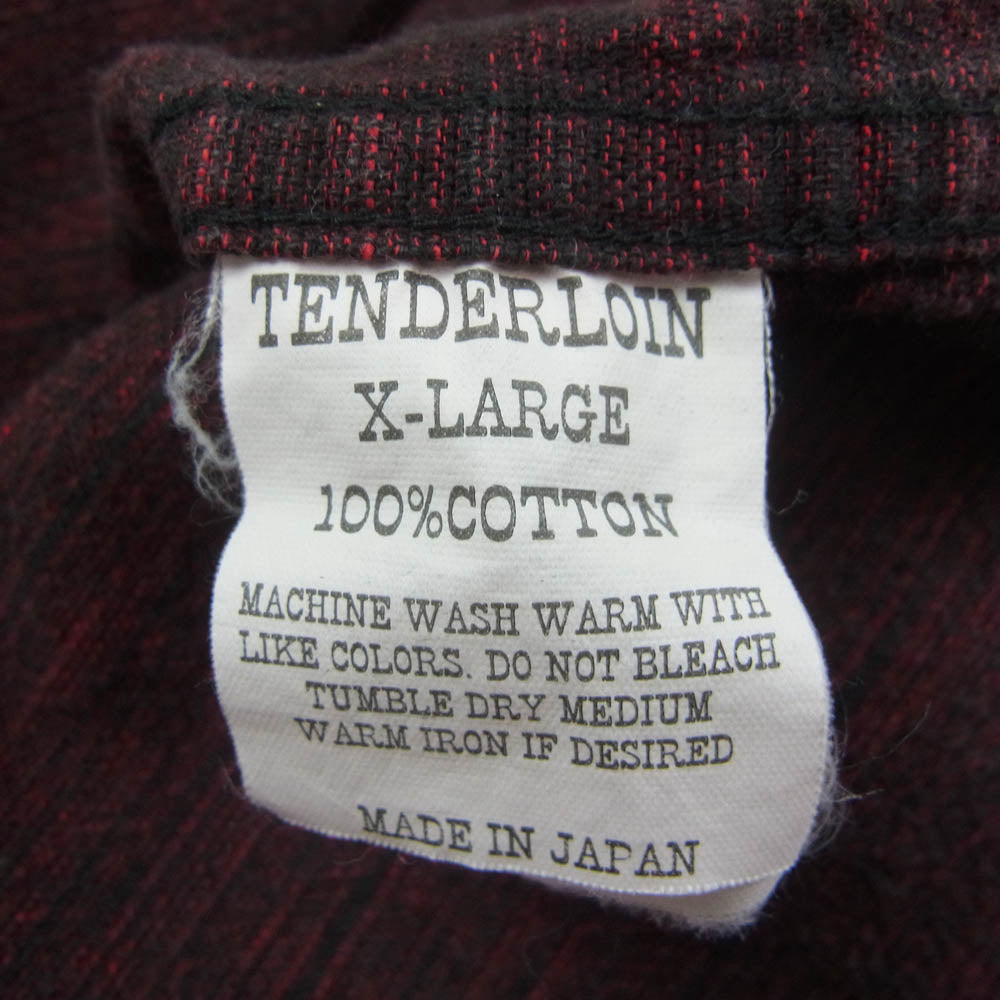 TENDERLOIN
X-LARGE
100%COTTON
MACHINE WASH WARM WITH
LIKE COLORS. DO NOT BLEACH
TUMBLE DRY MEDIUM
WARM IRON IF DESIRED
MADE IN JAPAN